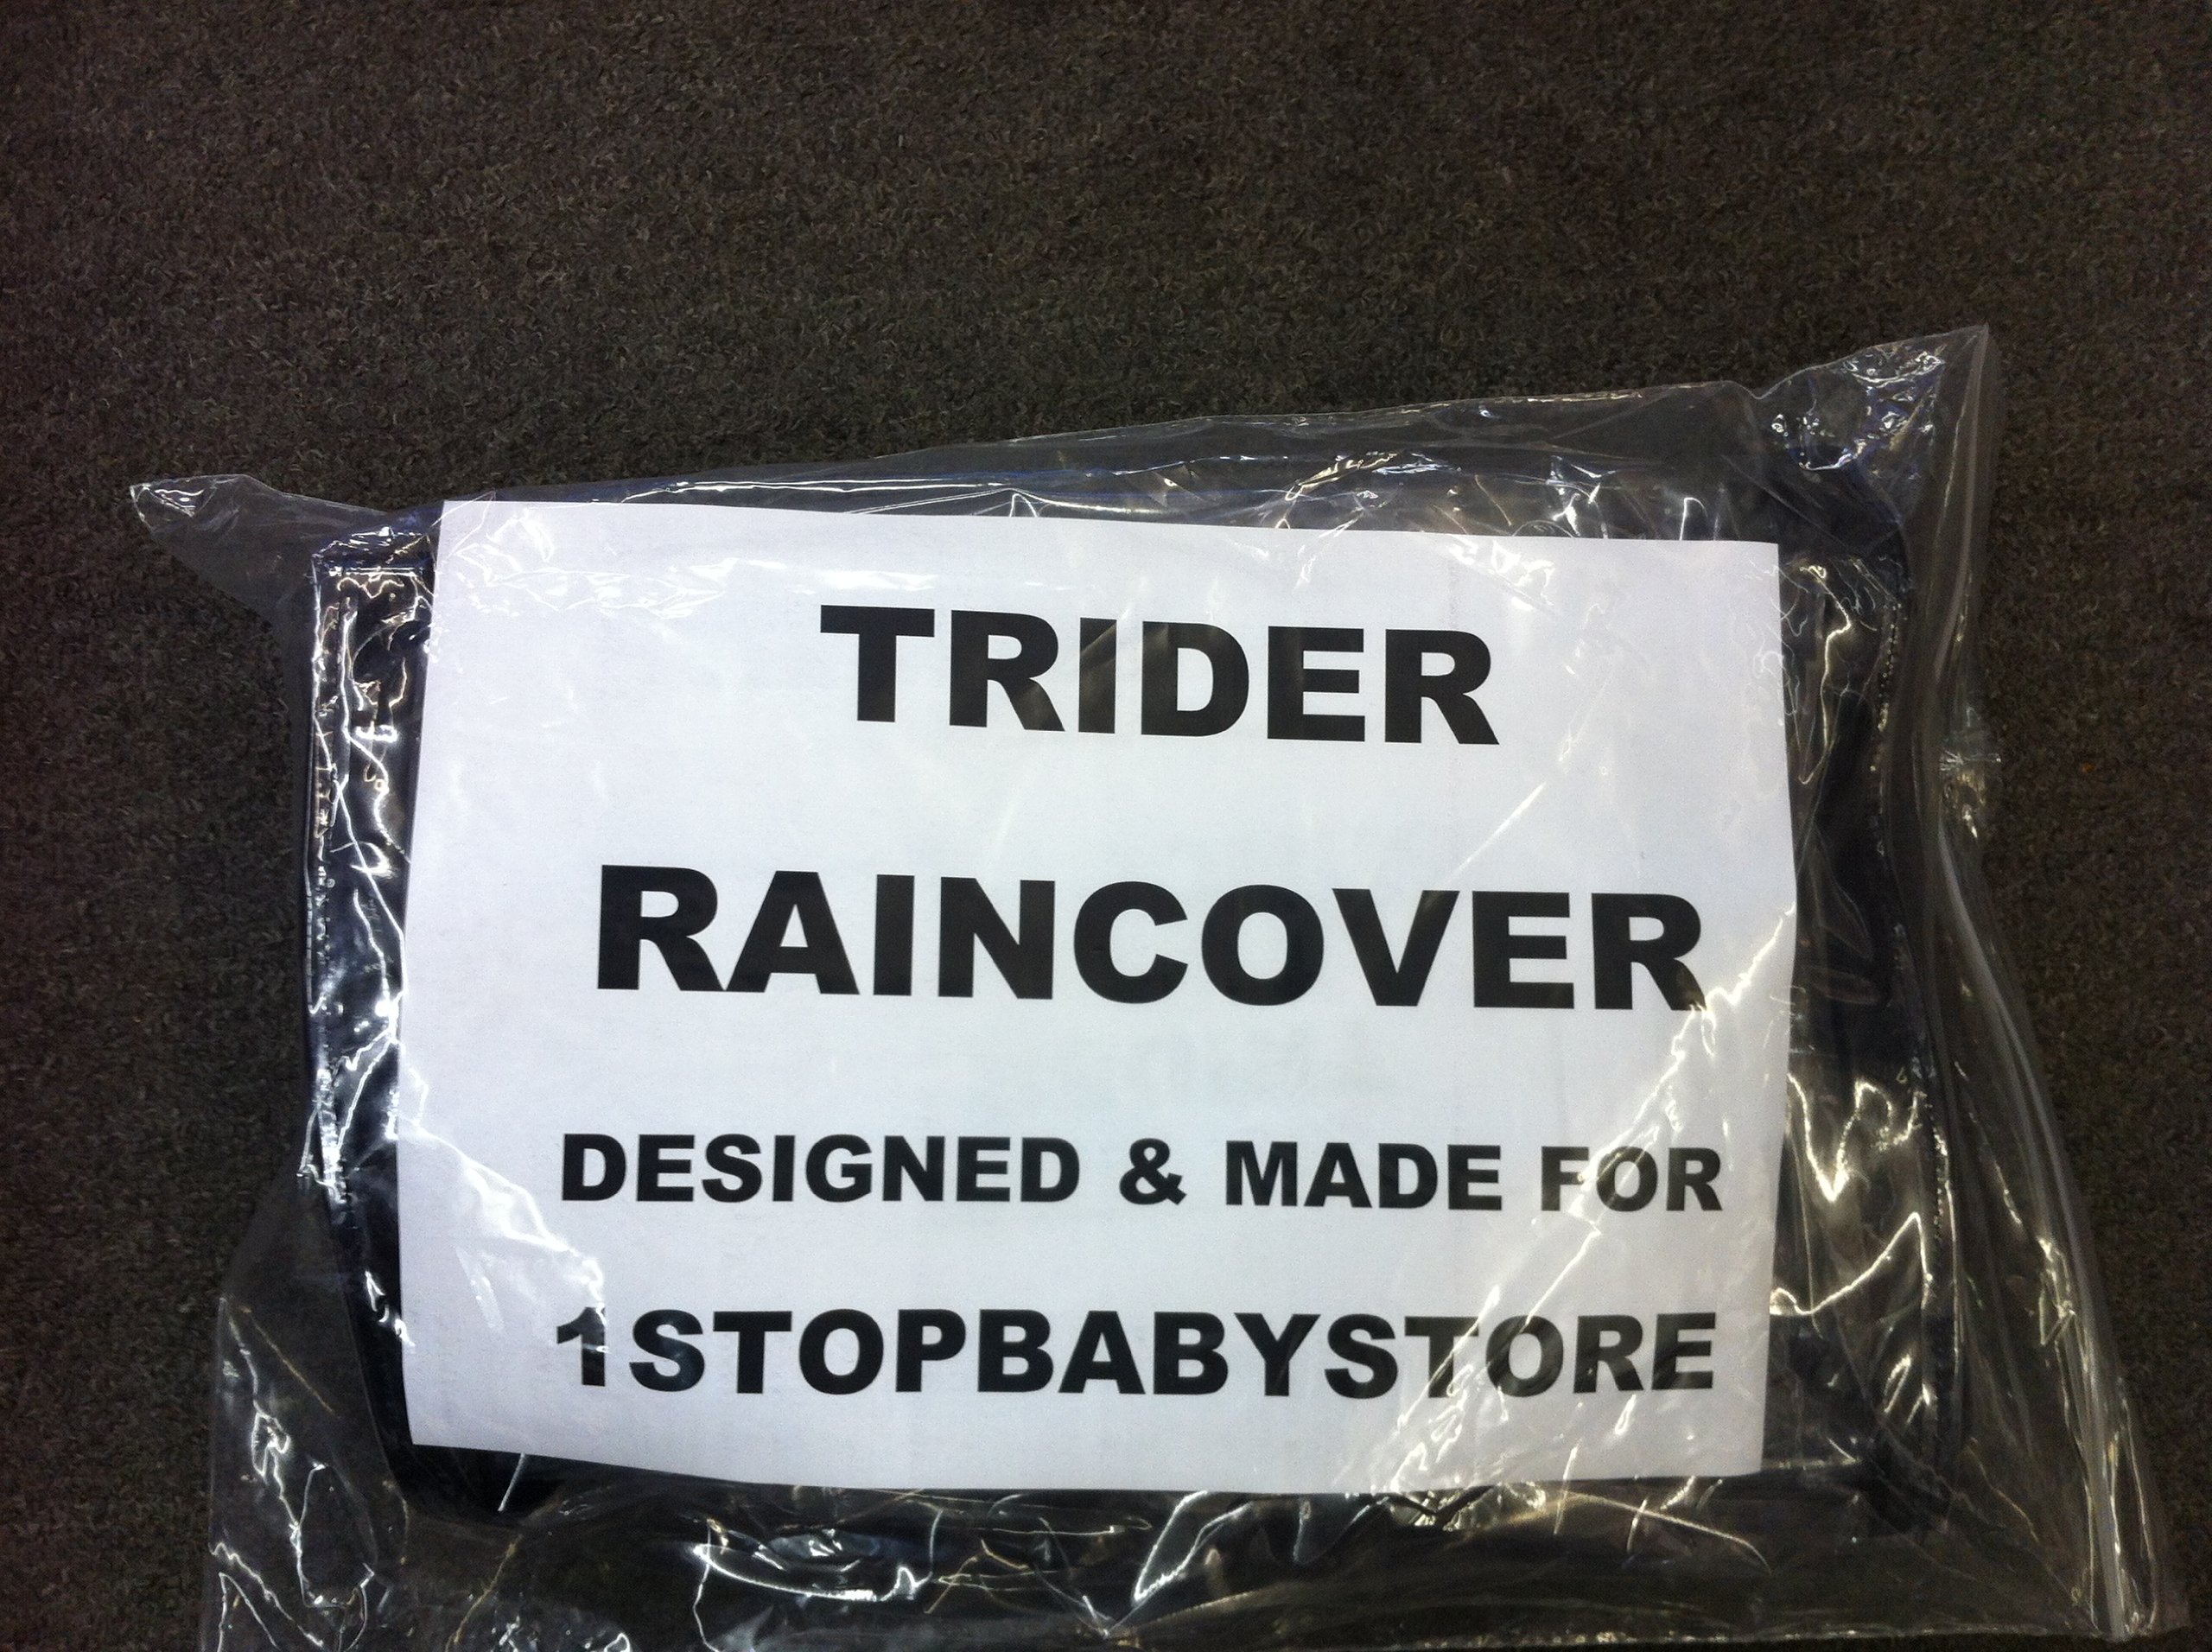 TRIDER
RAINCOVER
DESIGNED & MADE FOR
1STOPBABYSTORE